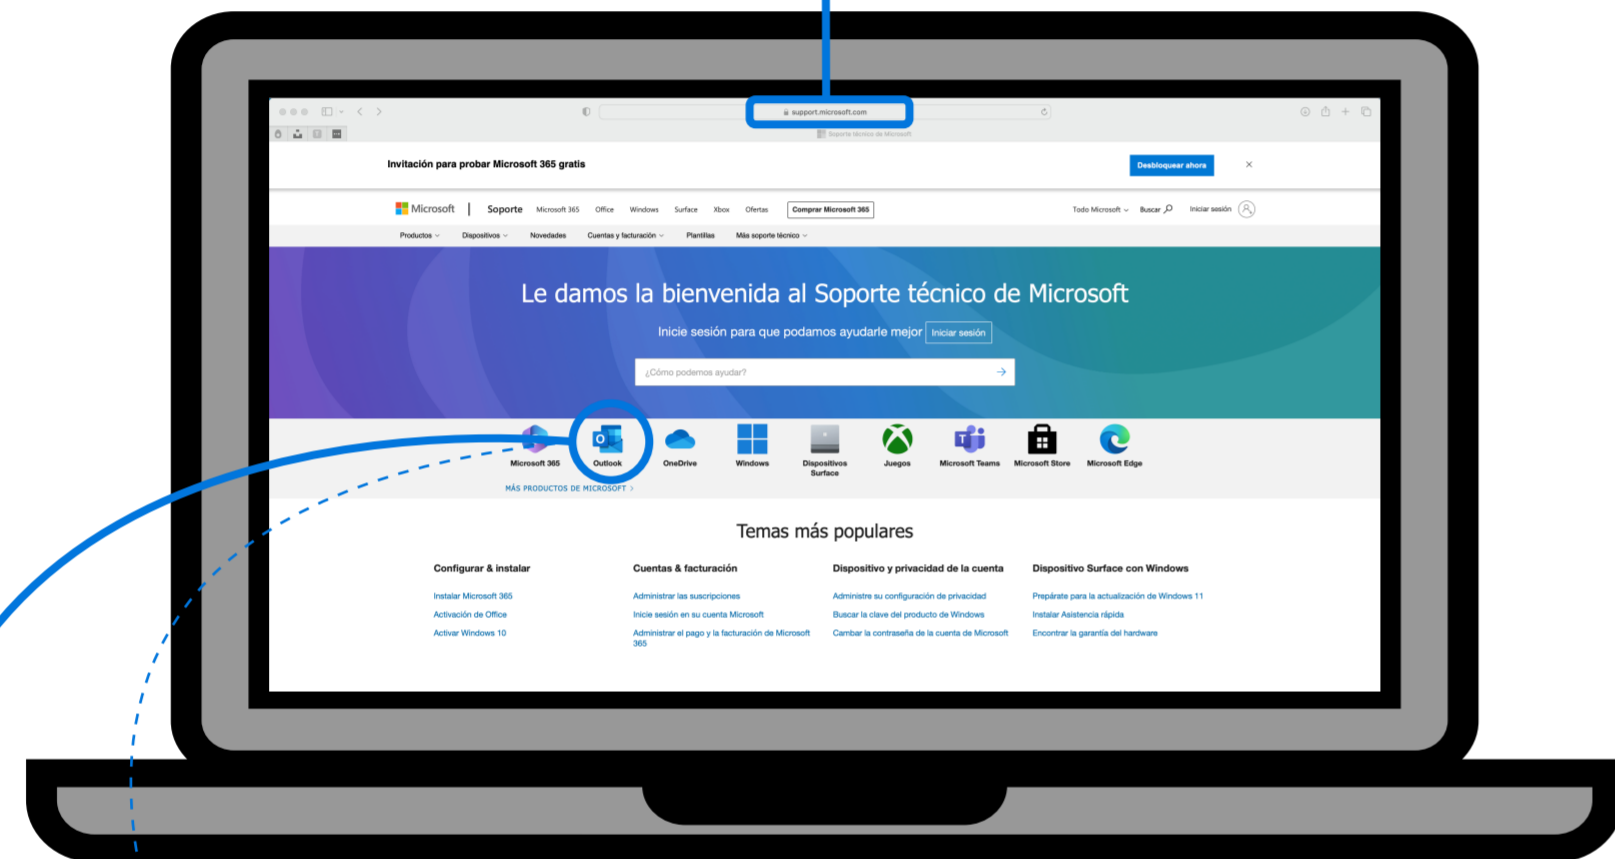 support.microsoft.com
Soporte técnico de Microsoft
Invitación para probar Microsoft 365 gratis
Desbloquear ahora
Microsoft | Soporte Microsoft 365 Office Windows Surface Xbox Ofertas Comprar Microsoft 365 Todo Microsoft Buscar Iniciar sesión
Productos Dispositivos Novedades Cuentas y facturación Plantillas Más soporte técnico
Le damos la bienvenida al Soporte técnico de Microsoft
Inicie sesión para que podamos ayudarle mejor Iniciar sesión
¿Cómo podemos ayudar?
Microsoft 365 Outlook OneDrive Windows Dispositivos Surface Juegos Microsoft Teams Microsoft Store Microsoft Edge
MÁS PRODUCTOS DE MICROSOFT >
Temas más populares
Configurar & instalar
Instalar Microsoft 365
Activación de Office
Activar Windows 10
Cuentas & facturación
Administrar las suscripciones
Inicie sesión en su cuenta Microsoft
Administrar el pago y la facturación de Microsoft
365
Dispositivo y privacidad de la cuenta
Administre su configuración de privacidad
Buscar la clave del producto de Windows
Cambar la contraseña de la cuenta de Microsoft
Dispositivo Surface con Windows
Prepárate para la actualización de Windows 11
Instalar Asistencia rápida
Encontrar la garantía del hardware